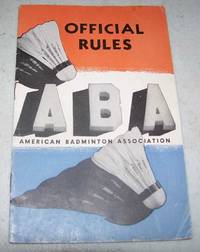 OFFICIAL
RULES
ABA
AMERICAN BADMINTON ASSOCIATION